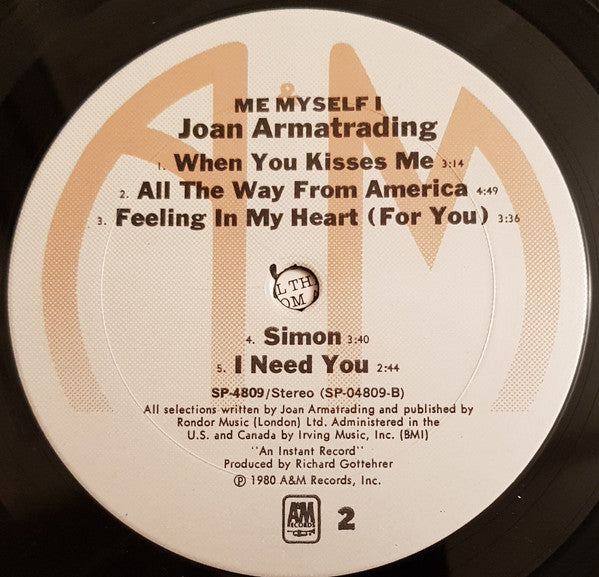 A&M
ME MYSELF I
Joan Armatrading
1. When You Kisses Me 3:14
2. All The Way From America 4:49
3. Feeling In My Heart (For You) 3:36
L TH
OM
4. Simon 3:40
5. I Need You 2:44
SP-4809/Stereo (SP-04809-B)
All selections written by Joan Armatrading and published by
Rondor Music (London) Ltd. Administered in the
U.S. and Canada by Irving Music, Inc. (BMI)
"An Instant Record"
Produced by Richard Gottehrer
℗ 1980 A&M Records, Inc.
A&M
RECORDS
2